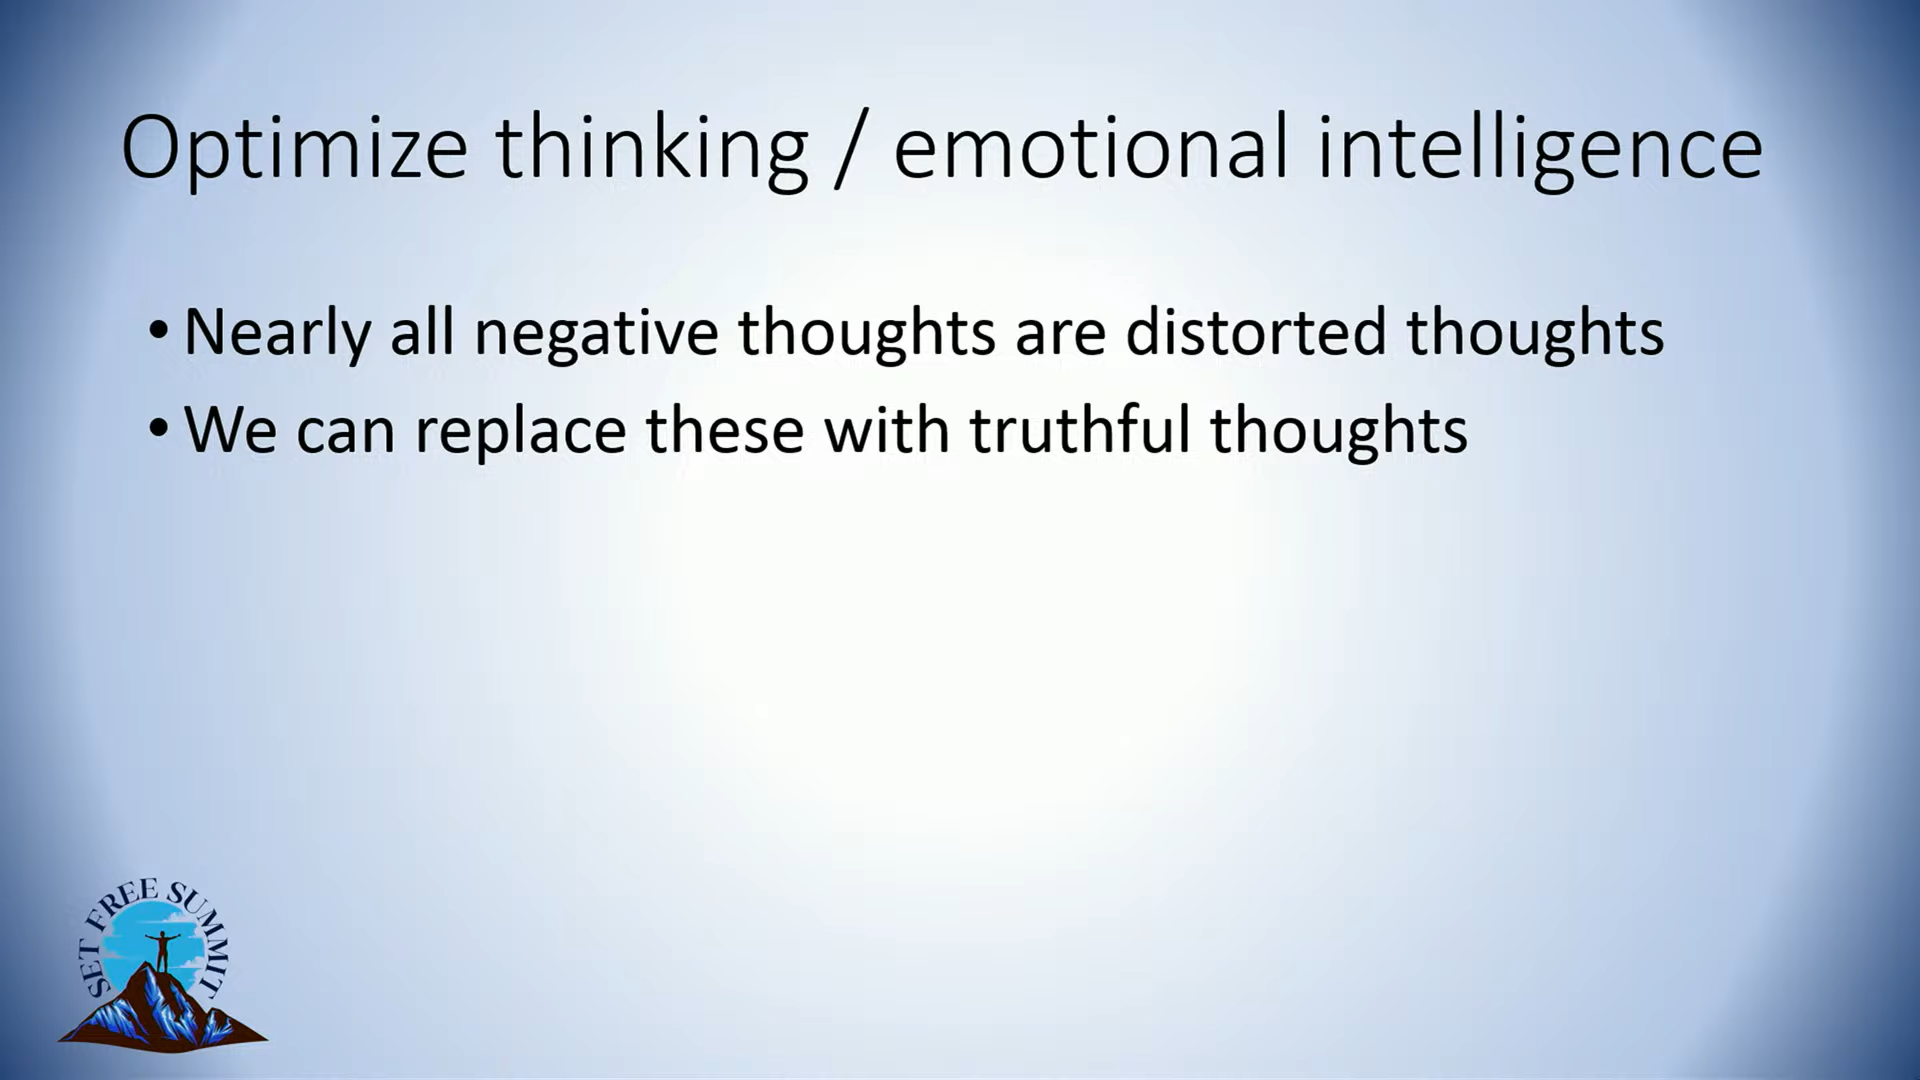 Optimize thinking / emotional intelligence
• Nearly all negative thoughts are distorted thoughts
• We can replace these with truthful thoughts
SET FREE SUMMIT